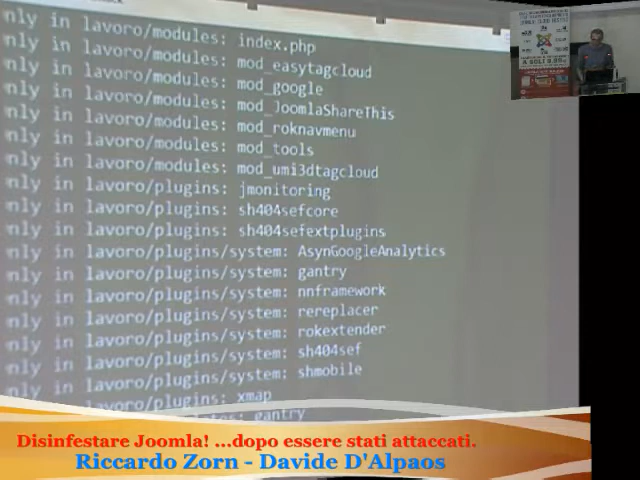 nly in lavoro/modules: index.php
nly in lavoro/modules: mod_easytagcloud
nly in lavoro/modules: mod_google
nly in lavoro/modules: mod_JoomlaShareThis
nly in lavoro/modules: mod_roknavmenu
nly in lavoro/modules: mod_tools
nly in lavoro/modules: mod_umi3dtagcloud
nly in lavoro/plugins: jmonitoring
nly in lavoro/plugins: sh404sefcore
nly in lavoro/plugins: sh404sefextplugins
nly in lavoro/plugins/system: AsynGoogleAnalytics
nly in lavoro/plugins/system: gantry
nly in lavoro/plugins/system: nnframework
nly in lavoro/plugins/system: rereplacer
nly in lavoro/plugins/system: rokextender
nly in lavoro/plugins/system: sh404sef
nly in lavoro/plugins/system: shmobile
nly in lavoro/plugins: xmap
gantry
Disinfestare Joomla! ...dopo essere stati attaccati.
Riccardo Zorn - Davide D'Alpaos